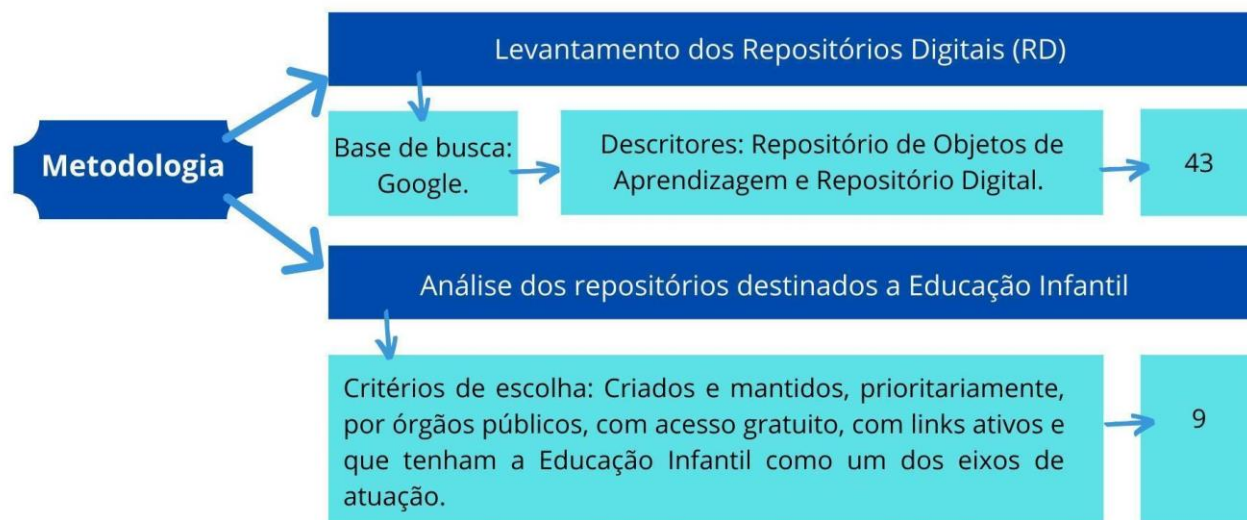 Levantamento dos Repositórios Digitais (RD)
Metodologia
Base de busca:
Google.
Descritores: Repositório de Objetos de
Aprendizagem e Repositório Digital.
43
Análise dos repositórios destinados a Educação Infantil
Critérios de escolha: Criados e mantidos, prioritariamente,
por órgãos públicos, com acesso gratuito, com links ativos e
que tenham a Educação Infantil como um dos eixos de
atuação.
9